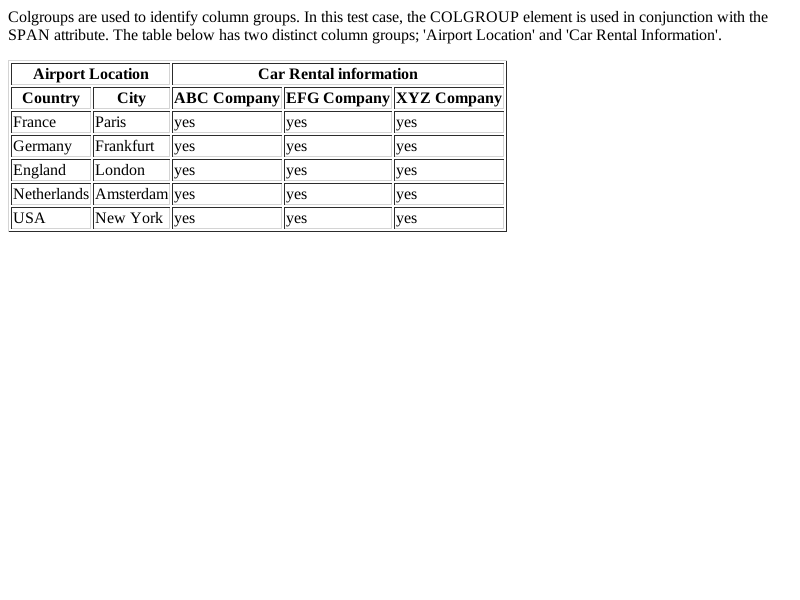 Colgroups are used to identify column groups. In this test case, the COLGROUP element is used in conjunction with the
SPAN attribute. The table below has two distinct column groups; 'Airport Location' and 'Car Rental Information'.
Airport Location Car Rental information
Country City ABC Company EFG Company XYZ Company
France Paris yes yes yes
Germany Frankfurt yes yes yes
England London yes yes yes
Netherlands Amsterdam yes yes yes
USA New York yes yes yes